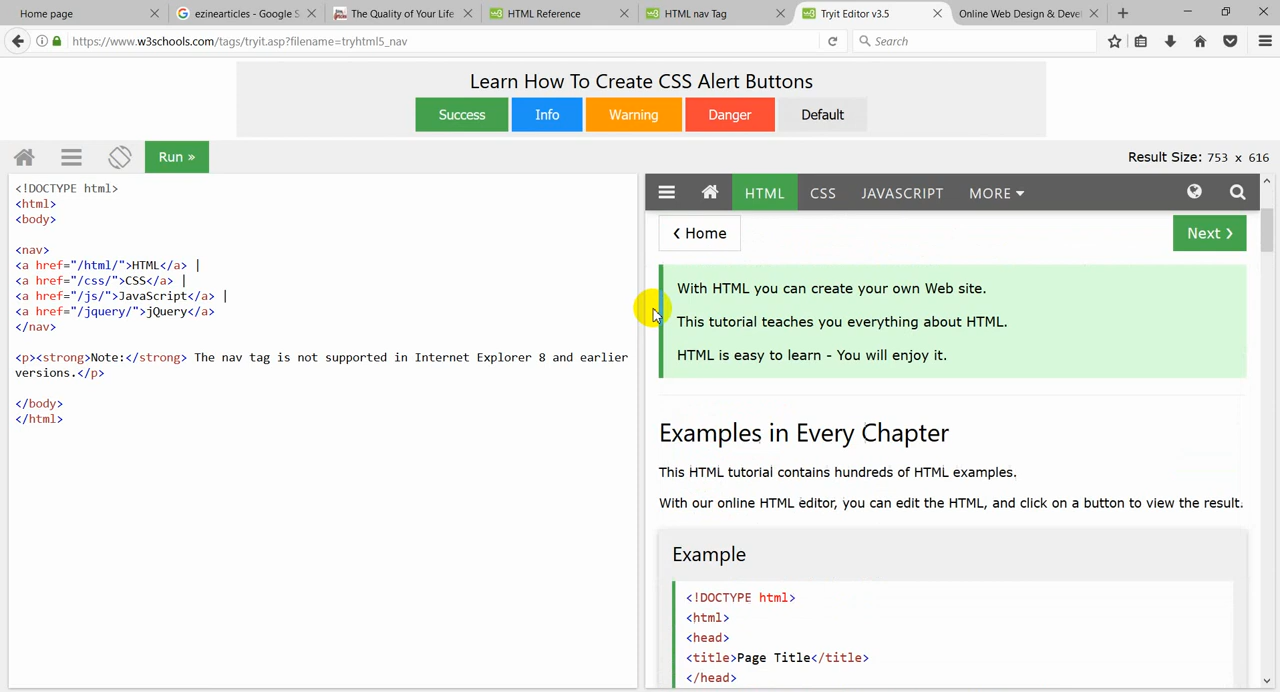 Home page
ezinearticles - Google S
The Quality of Your Life
HTML Reference
HTML nav Tag
Tryit Editor v3.5
Online Web Design & Devel
https://www.w3schools.com/tags/tryit.asp?filename=tryhtml5_nav
Search
Learn How To Create CSS Alert Buttons
Success
Info
Warning
Danger
Default
Run »
Result Size: 753 x 616
<!DOCTYPE html>
<html>
<body>
<nav>
<a href="/html/">HTML</a> |
<a href="/css/">CSS</a> |
<a href="/js/">JavaScript</a> |
<a href="/jquery/">jQuery</a>
</nav>
<p><strong>Note:</strong> The nav tag is not supported in Internet Explorer 8 and earlier
versions.</p>
</body>
</html>
HTML
CSS
JAVASCRIPT
MORE
❮ Home
Next ❯
With HTML you can create your own Web site.
This tutorial teaches you everything about HTML.
HTML is easy to learn - You will enjoy it.
Examples in Every Chapter
This HTML tutorial contains hundreds of HTML examples.
With our online HTML editor, you can edit the HTML, and click on a button to view the result.
Example
<!DOCTYPE html>
<html>
<head>
<title>Page Title</title>
</head>